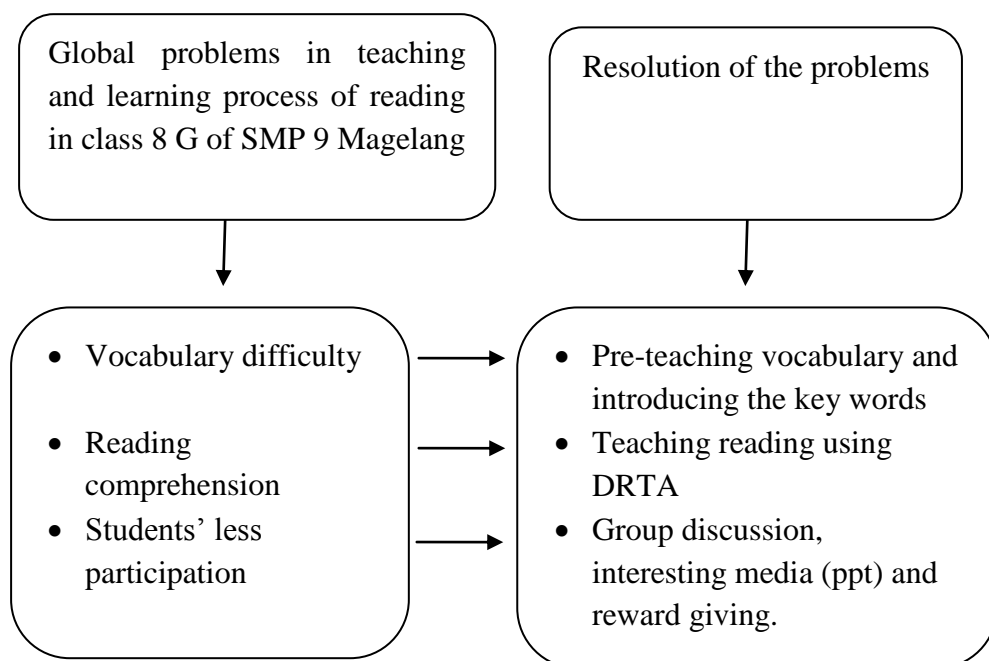 Global problems in teaching
and learning process of reading
in class 8 G of SMP 9 Magelang
Resolution of the problems
• Vocabulary difficulty
• Reading
comprehension
• Students’ less
participation
• Pre-teaching vocabulary and
introducing the key words
• Teaching reading using
DRTA
• Group discussion,
interesting media (ppt) and
reward giving.